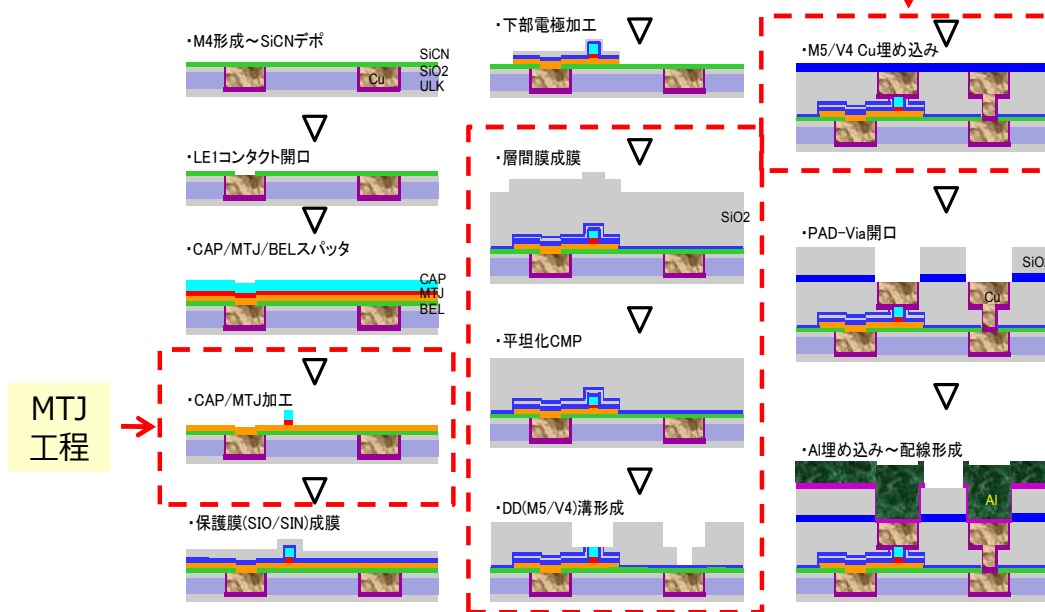 ・M4形成～SiCNデポ
SiCN
SiO2
ULK
Cu
・LE1コンタクト開口
・CAP/MTJ/BELスパッタ
CAP
MTJ
BEL
MTJ
工程
・CAP/MTJ加工
・保護膜(SIO/SIN)成膜
・下部電極加工
・層間膜成膜
SiO2
・平坦化CMP
・DD(M5/V4)溝形成
・M5/V4 Cu埋め込み
・PAD-Via開口
SiO2
Cu
・Al埋め込み～配線形成
Al